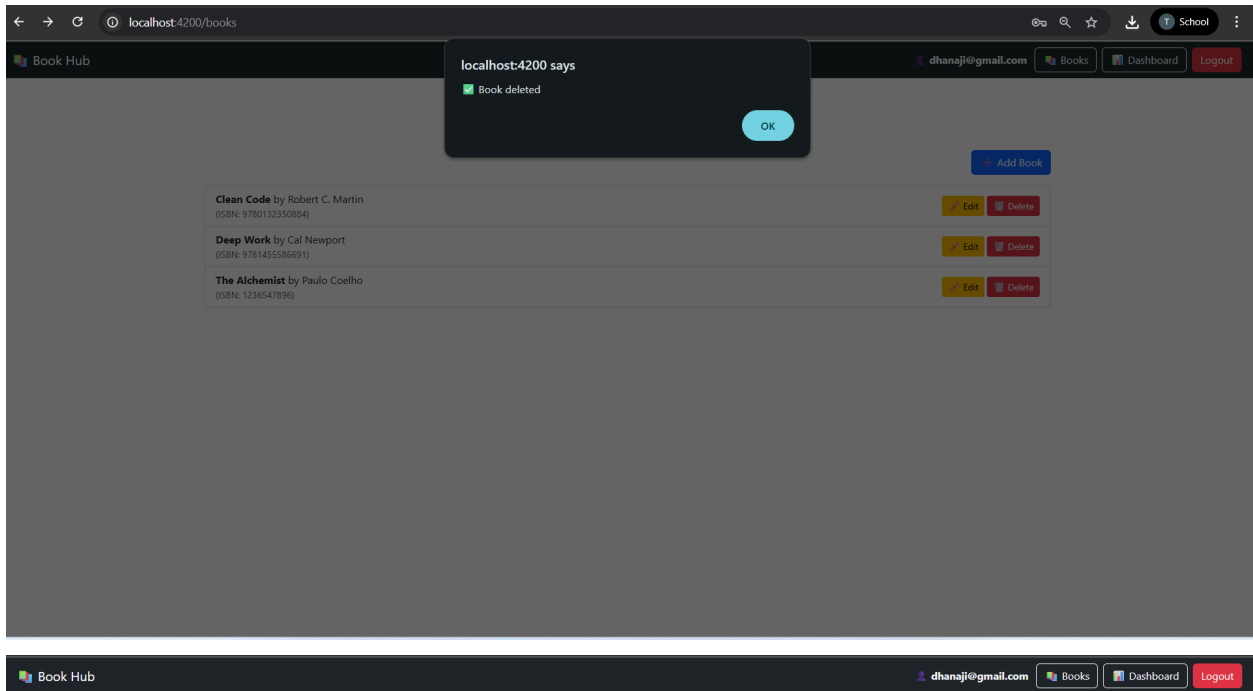 localhost:4200/books
T School
Book Hub
dhanaji@gmail.com Books Dashboard Logout
localhost:4200 says
✅ Book deleted
OK
Add Book
Clean Code by Robert C. Martin
(ISBN: 9780132350884)
Edit Delete
Deep Work by Cal Newport
(ISBN: 9781455586691)
Edit Delete
The Alchemist by Paulo Coelho
(ISBN: 1236547896)
Edit Delete
Book Hub
dhanaji@gmail.com Books Dashboard Logout